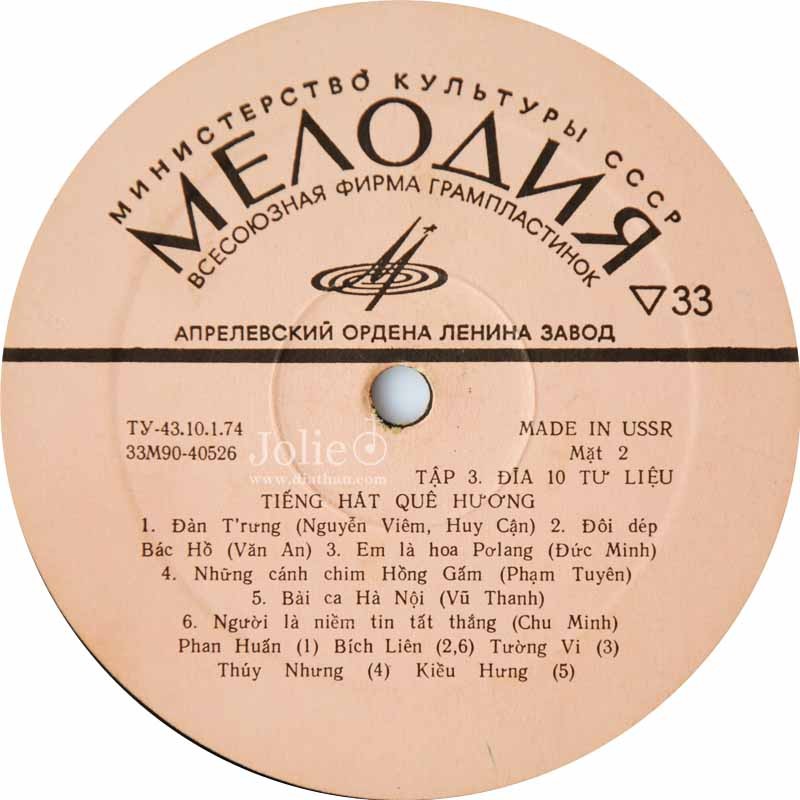 МИНИСТЕРСТВО КУЛЬТУРЫ СССР
МЕЛОДИЯ
ВСЕСОЮЗНАЯ ФИРМА ГРАМПЛАСТИНОК
▽33
АПРЕЛЕВСКИЙ ОРДЕНА ЛЕНИНА ЗАВОД
ТУ-43.10.1.74
MADE IN USSR
33М90-40526
Mặt 2
Jolie
www.diathan.com
TẬP 3. ĐĨA 10 TƯ LIỆU
TIẾNG HÁT QUÊ HƯƠNG
1. Đàn T'rưng (Nguyễn Viêm, Huy Cận) 2. Đôi dép
Bác Hồ (Văn An) 3. Em là hoa Pơlang (Đức Minh)
4. Những cánh chim Hồng Gấm (Phạm Tuyên)
5. Bài ca Hà Nội (Vũ Thanh)
6. Người là niềm tin tất thắng (Chu Minh)
Phan Huấn (1) Bích Liên (2,6) Tường Vi (3)
Thúy Nhưng (4) Kiều Hưng (5)